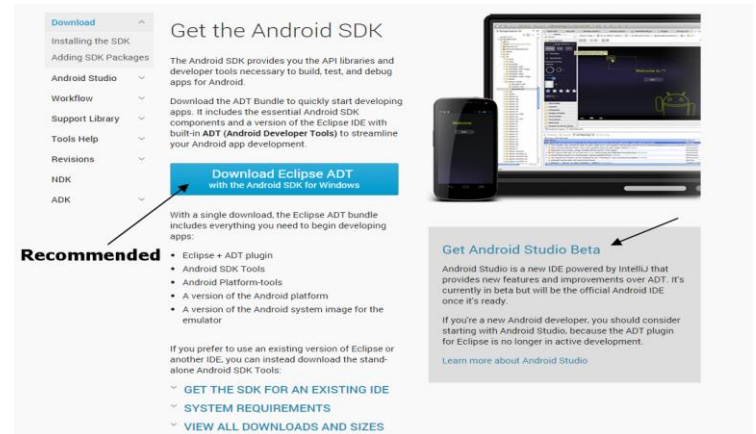 Download
Installing the SDK
Adding SDK Packages
Android Studio
Workflow
Support Library
Tools Help
Revisions
NDK
ADK
Get the Android SDK
The Android SDK provides you the API libraries and
developer tools necessary to build, test, and debug
apps for Android.
Download the ADT Bundle to quickly start developing
apps. It includes the essential Android SDK
components and a version of the Eclipse IDE with
built-in ADT (Android Developer Tools) to streamline
your Android app development.
Download Eclipse ADT
with the Android SDK for Windows
Recommended
With a single download, the Eclipse ADT bundle
includes everything you need to begin developing
apps:
• Eclipse + ADT plugin
• Android SDK Tools
• Android Platform-tools
• A version of the Android platform
• A version of the Android system image for the
emulator
If you prefer to use an existing version of Eclipse or
another IDE, you can instead download the stand-
alone Android SDK Tools:
GET THE SDK FOR AN EXISTING IDE
SYSTEM REQUIREMENTS
VIEW ALL DOWNLOADS AND SIZES
Get Android Studio Beta
Android Studio is a new IDE powered by IntelliJ that
provides new features and improvements over ADT. It's
currently in beta but will be the official Android IDE
once it's ready.
If you're a new Android developer, you should consider
starting with Android Studio, because the ADT plugin
for Eclipse is no longer in active development.
Learn more about Android Studio